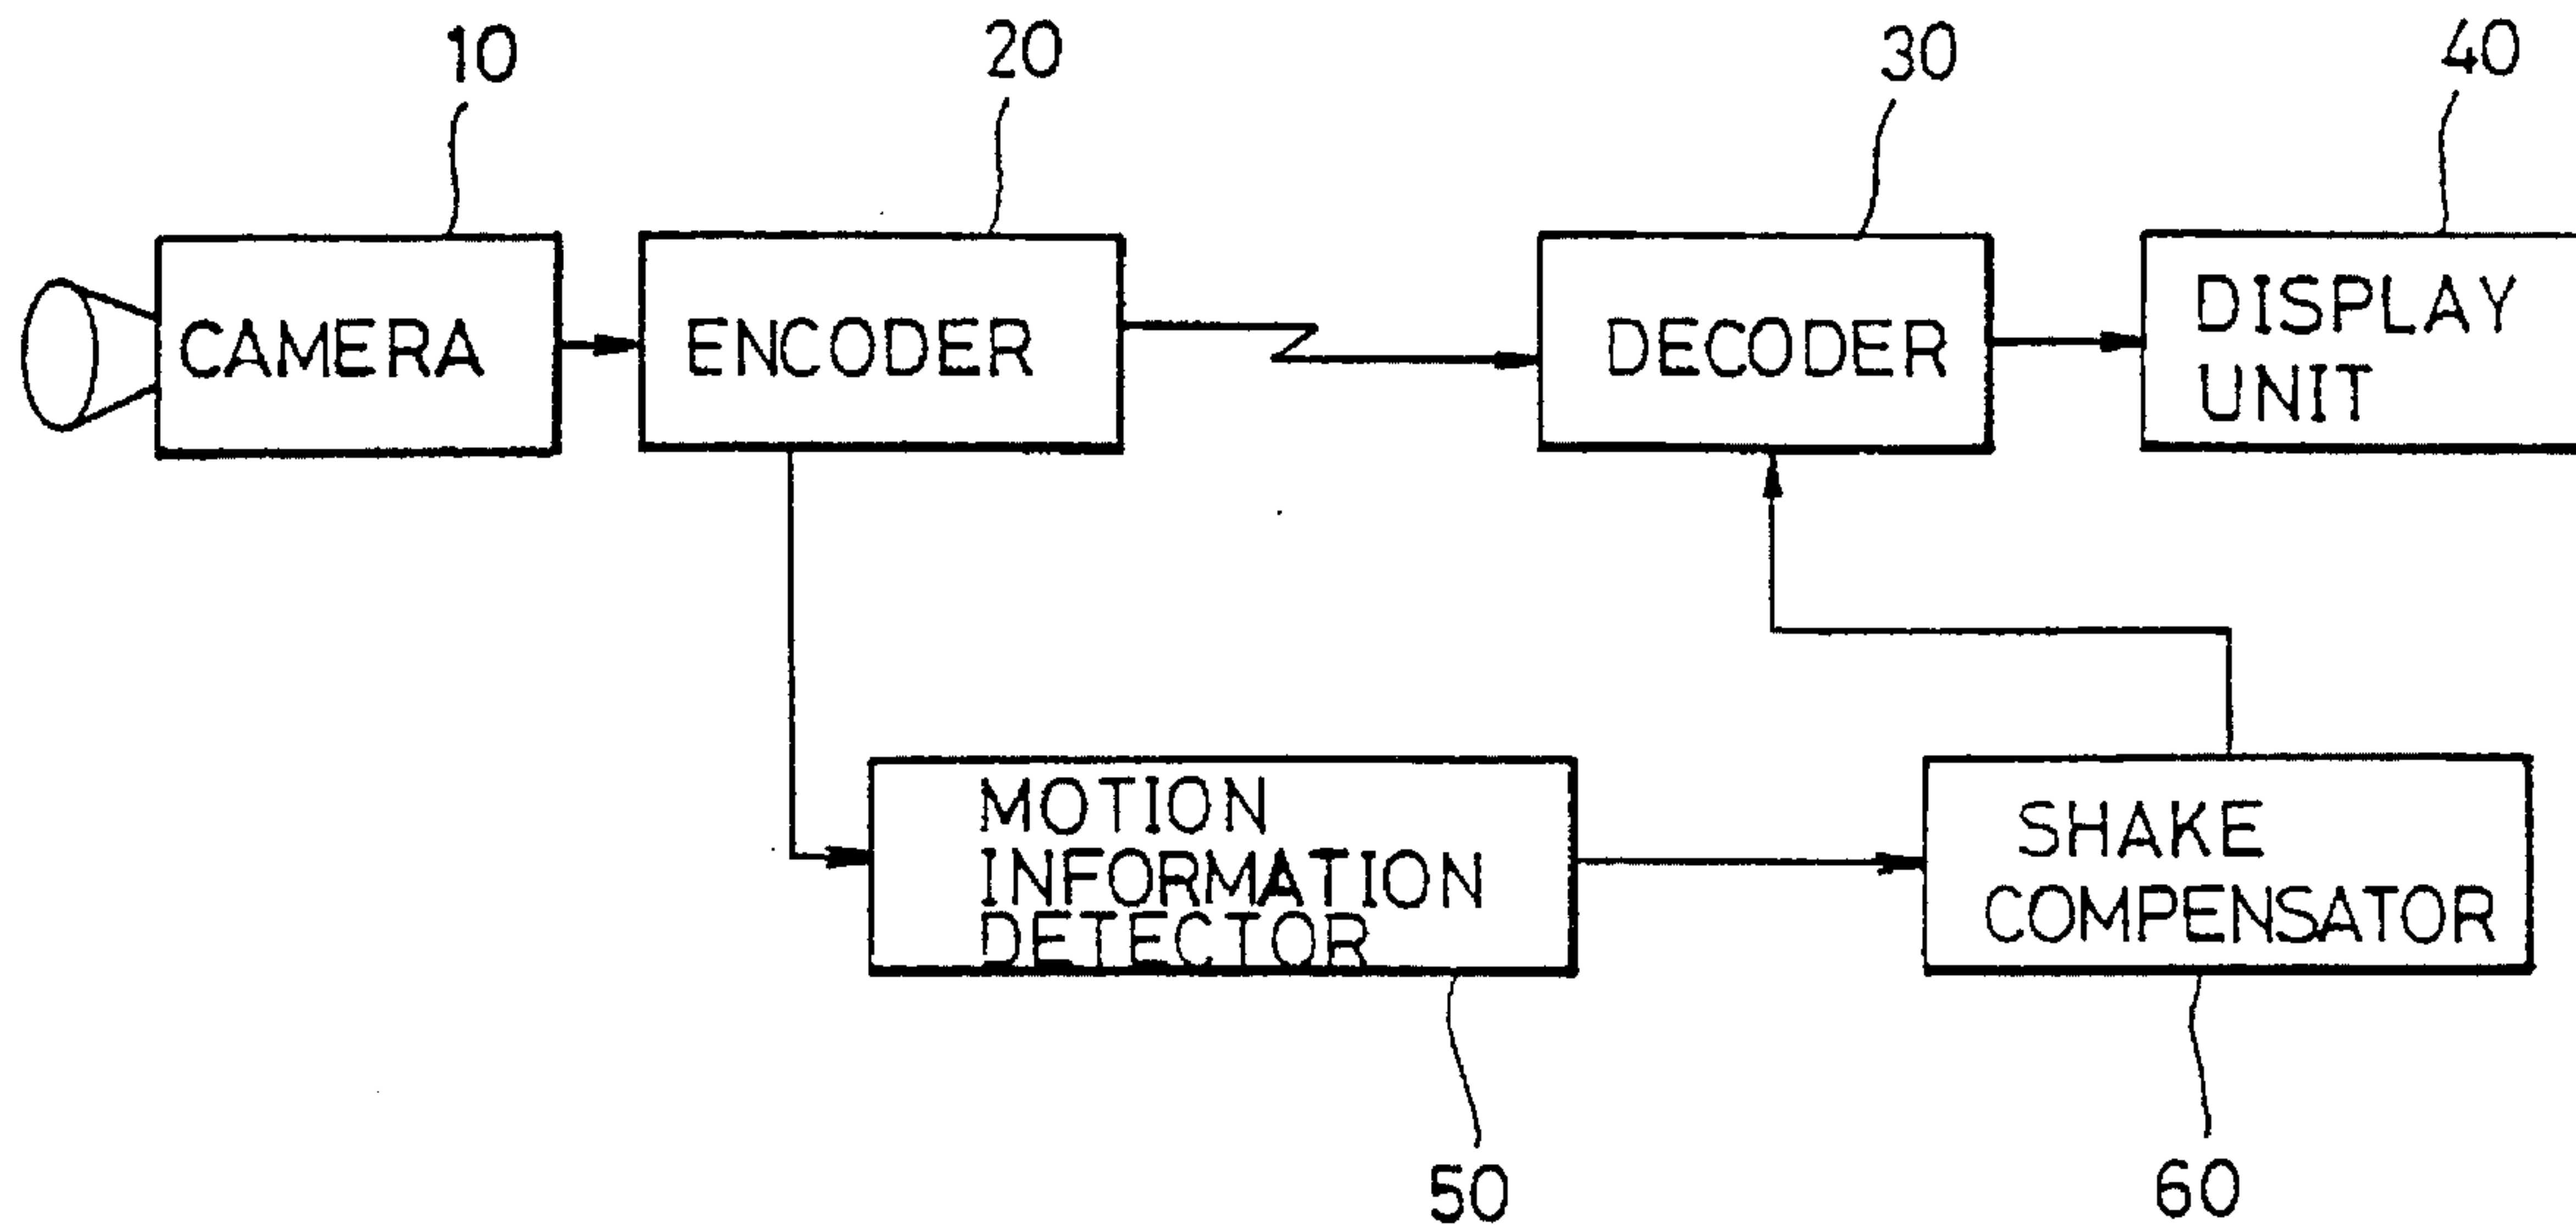 10
20
30
40
CAMERA
ENCODER
DECODER
DISPLAY
UNIT
MOTION
INFORMATION
DETECTOR
SHAKE
COMPENSATOR
50
60